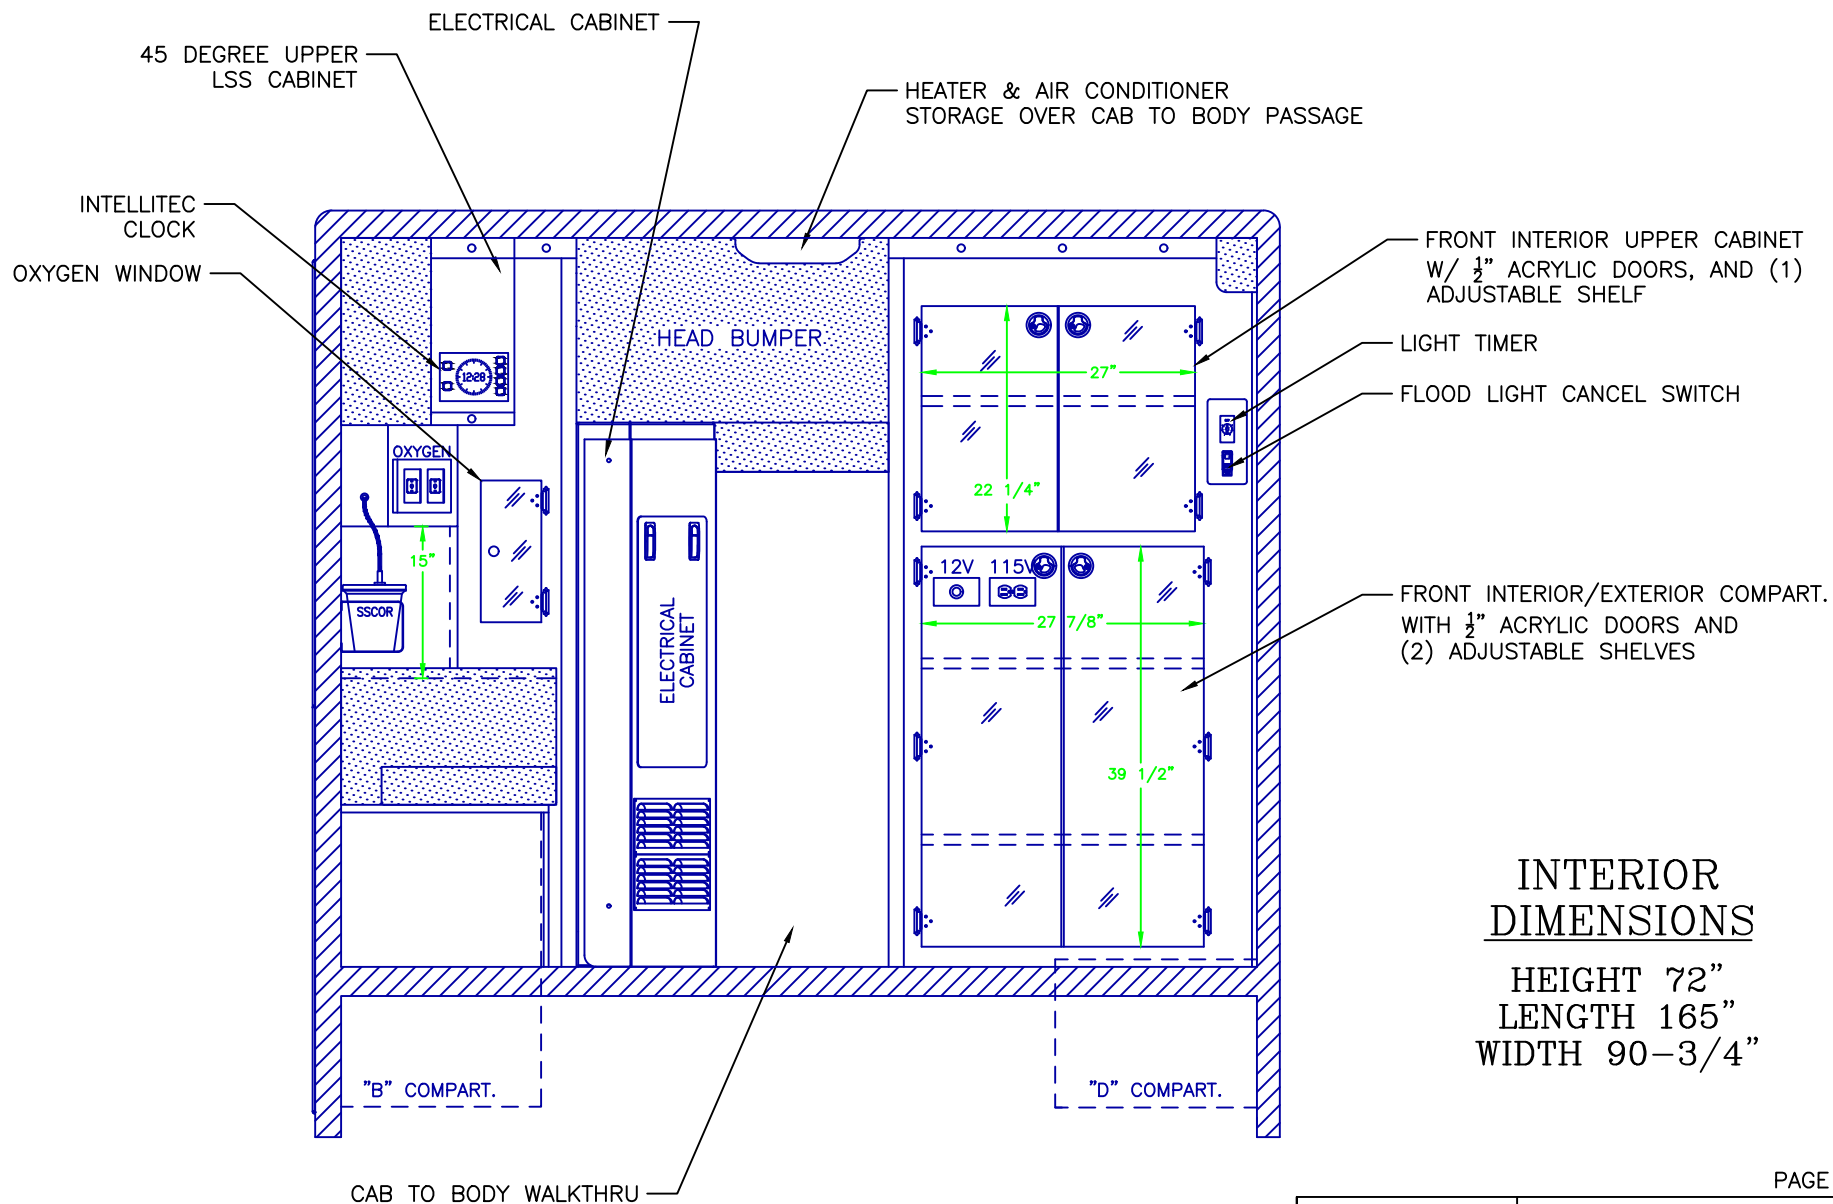 ELECTRICAL CABINET
45 DEGREE UPPER
LSS CABINET
HEATER & AIR CONDITIONER
STORAGE OVER CAB TO BODY PASSAGE
INTELLITEC
CLOCK
OXYGEN WINDOW
FRONT INTERIOR UPPER CABINET
W/ ½" ACRYLIC DOORS, AND (1)
ADJUSTABLE SHELF
LIGHT TIMER
FLOOD LIGHT CANCEL SWITCH
HEAD BUMPER
12:28
27"
OXYGEN
22 1/4"
15"
12V 115V
SSCOR
27 7/8"
ELECTRICAL
CABINET
FRONT INTERIOR/EXTERIOR COMPART.
WITH ½" ACRYLIC DOORS AND
(2) ADJUSTABLE SHELVES
39 1/2"
INTERIOR
DIMENSIONS
HEIGHT 72"
LENGTH 165"
WIDTH 90-3/4"
"B" COMPART.
"D" COMPART.
CAB TO BODY WALKTHRU
PAGE